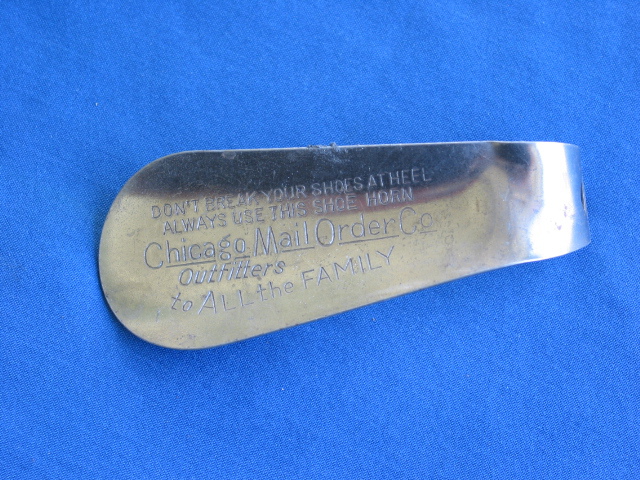 DON'T BREAK YOUR SHOES AT HEEL
ALWAYS USE THIS SHOE HORN
Chicago Mail Order Co.
Outfitters
to ALL the FAMILY